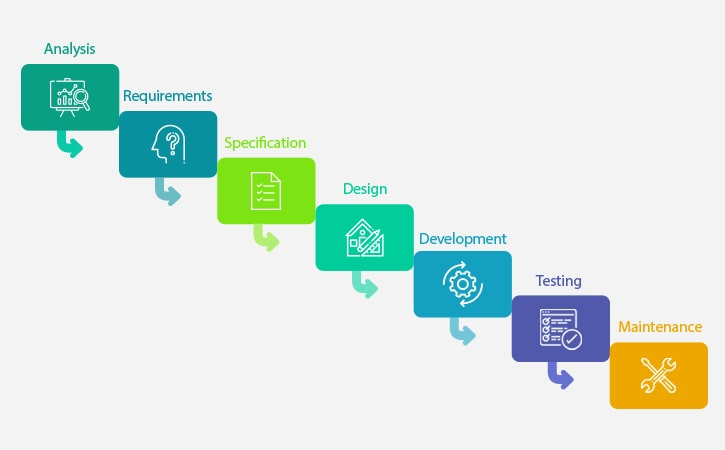 Analysis
Requirements
Specification
Design
Development
Testing
Maintenance